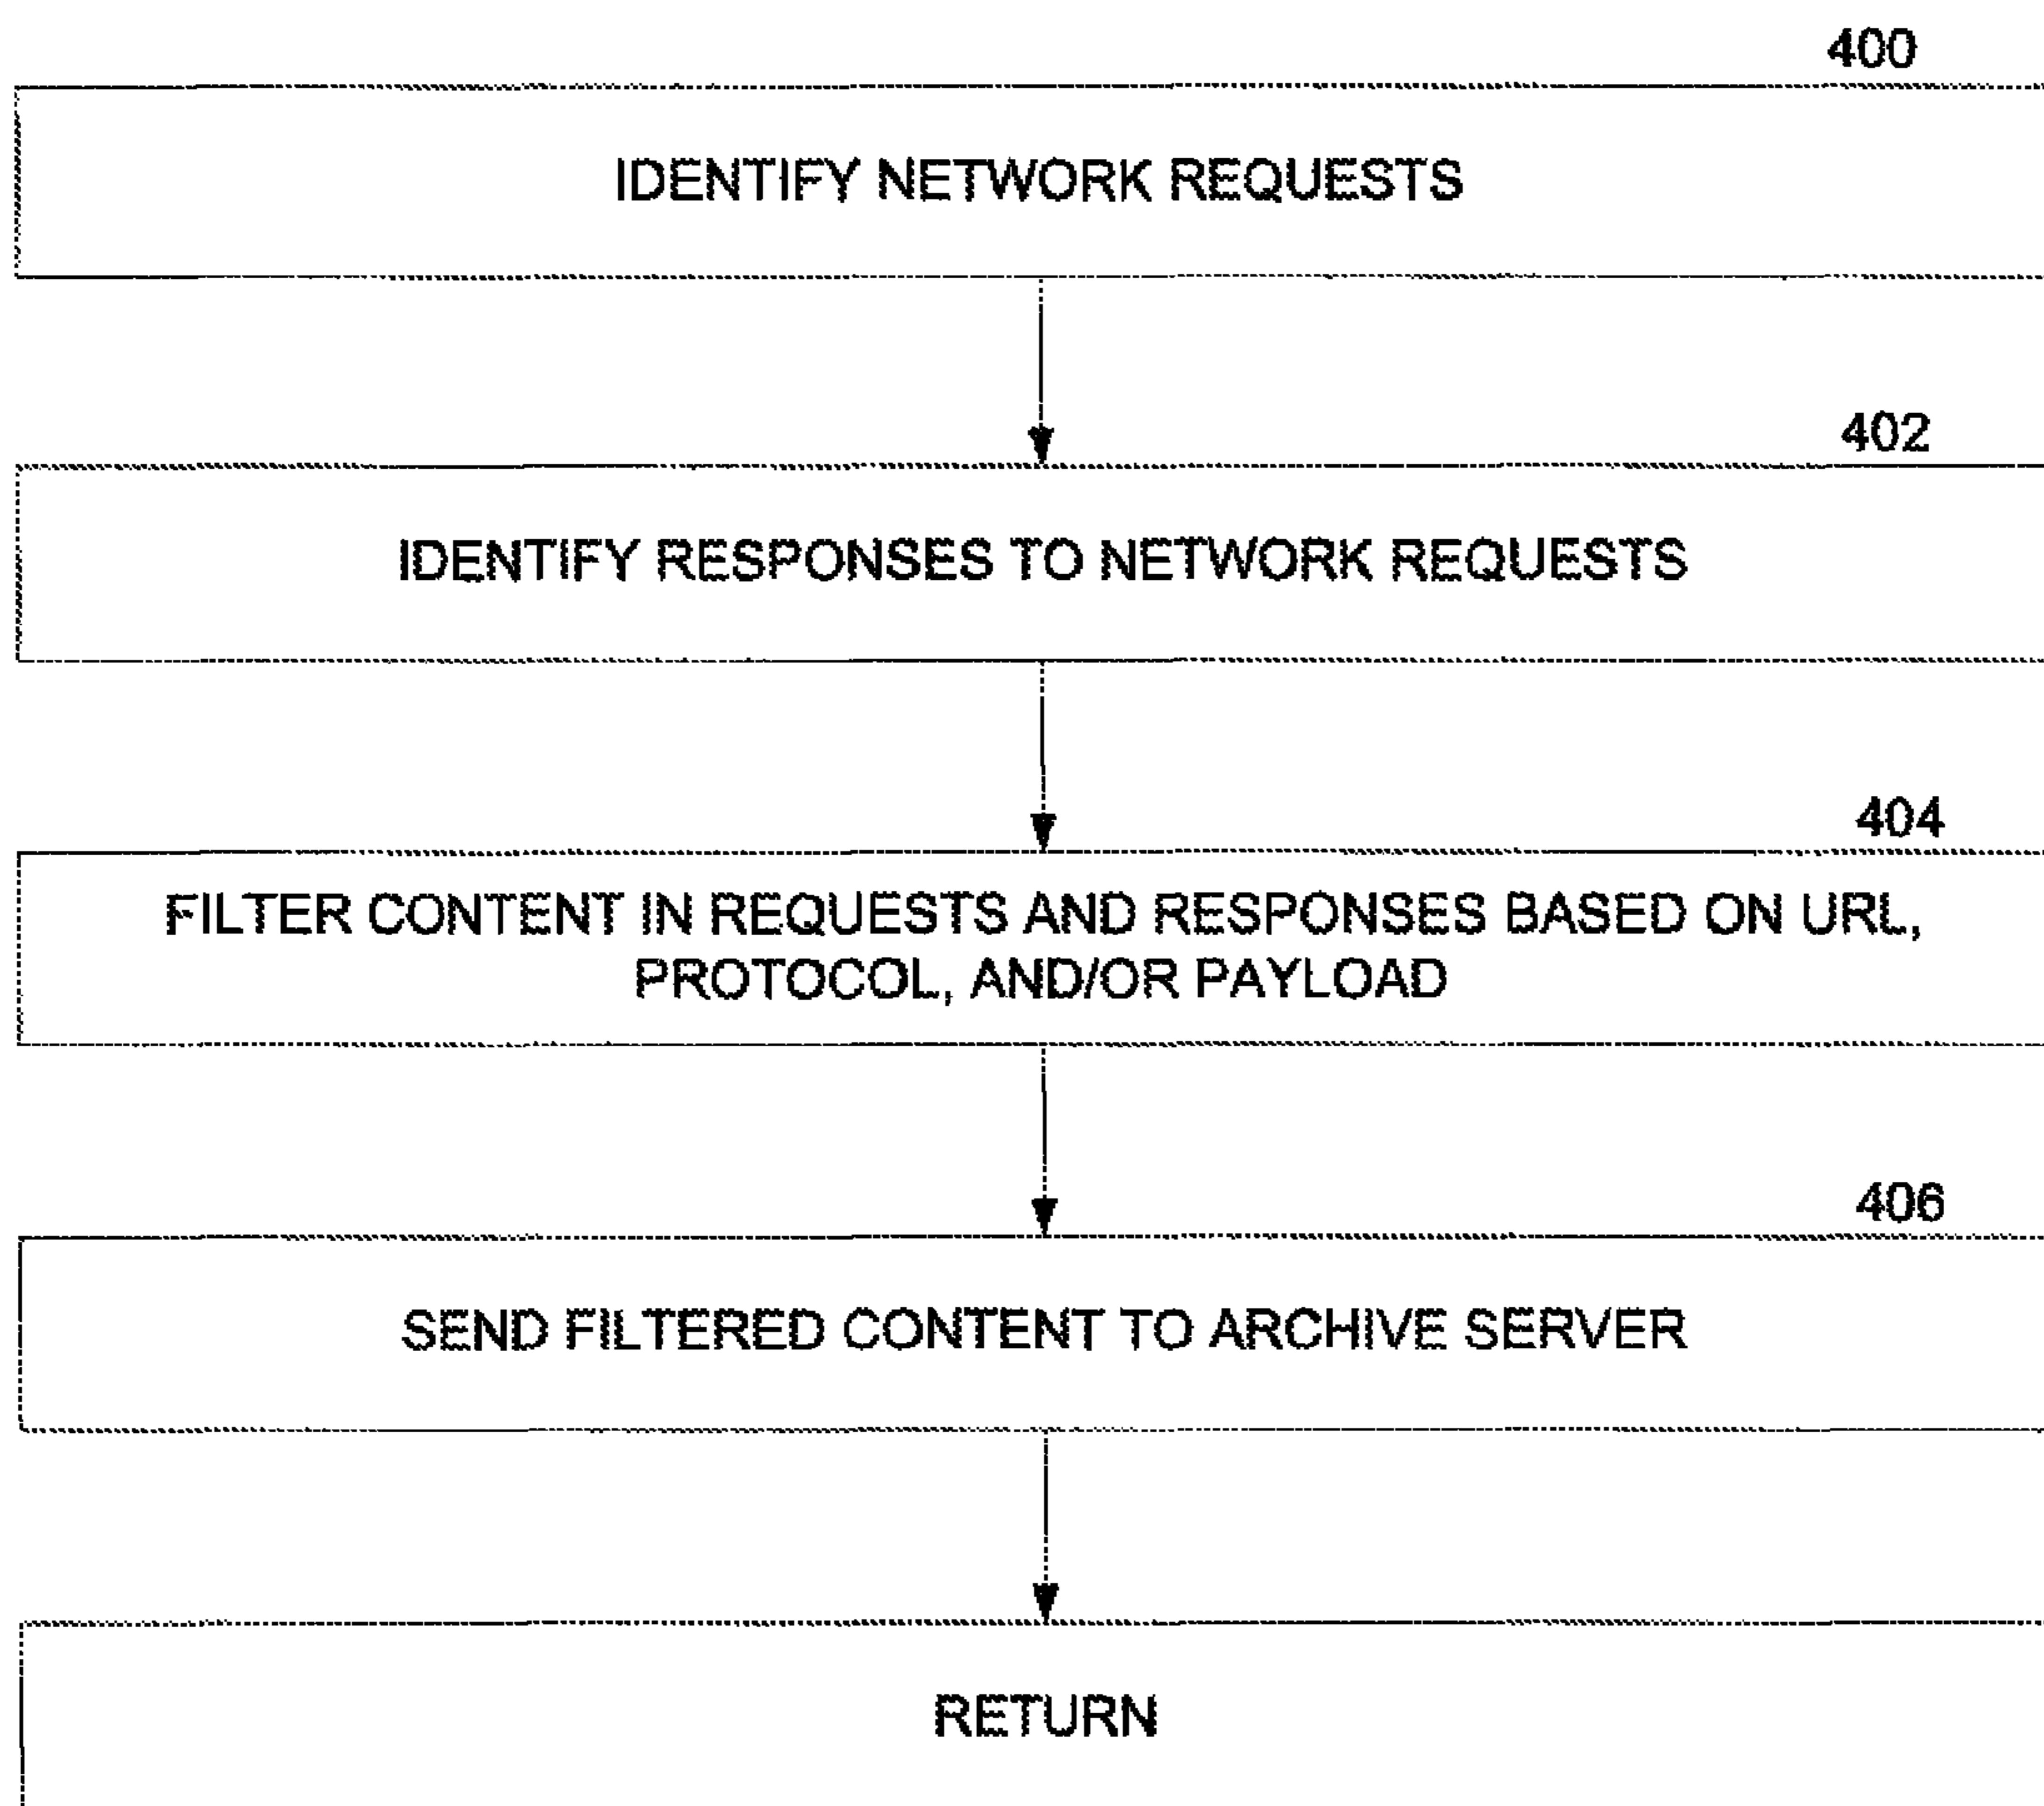 400
IDENTIFY NETWORK REQUESTS
402
IDENTIFY RESPONSES TO NETWORK REQUESTS
404
FILTER CONTENT IN REQUESTS AND RESPONSES BASED ON URL,
PROTOCOL, AND/OR PAYLOAD
406
SEND FILTERED CONTENT TO ARCHIVE SERVER
RETURN